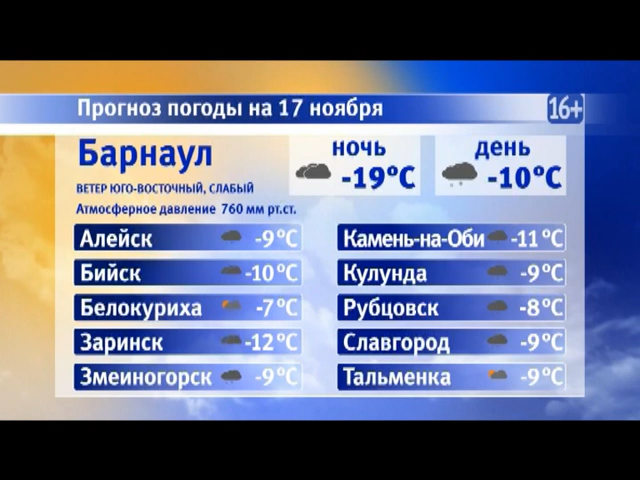 Прогноз погоды на 17 ноября 16+
Барнаул ночь день
-19°C -10°C
ВЕТЕР ЮГО-ВОСТОЧНЫЙ, СЛАБЫЙ
Атмосферное давление 760 мм рт.ст.
Алейск -9°C
Бийск -10°C
Белокуриха -7°C
Заринск -12°C
Змеиногорск -9°C
Камень-на-Оби -11°C
Кулунда -9°C
Рубцовск -8°C
Славгород -9°C
Тальменка -9°C